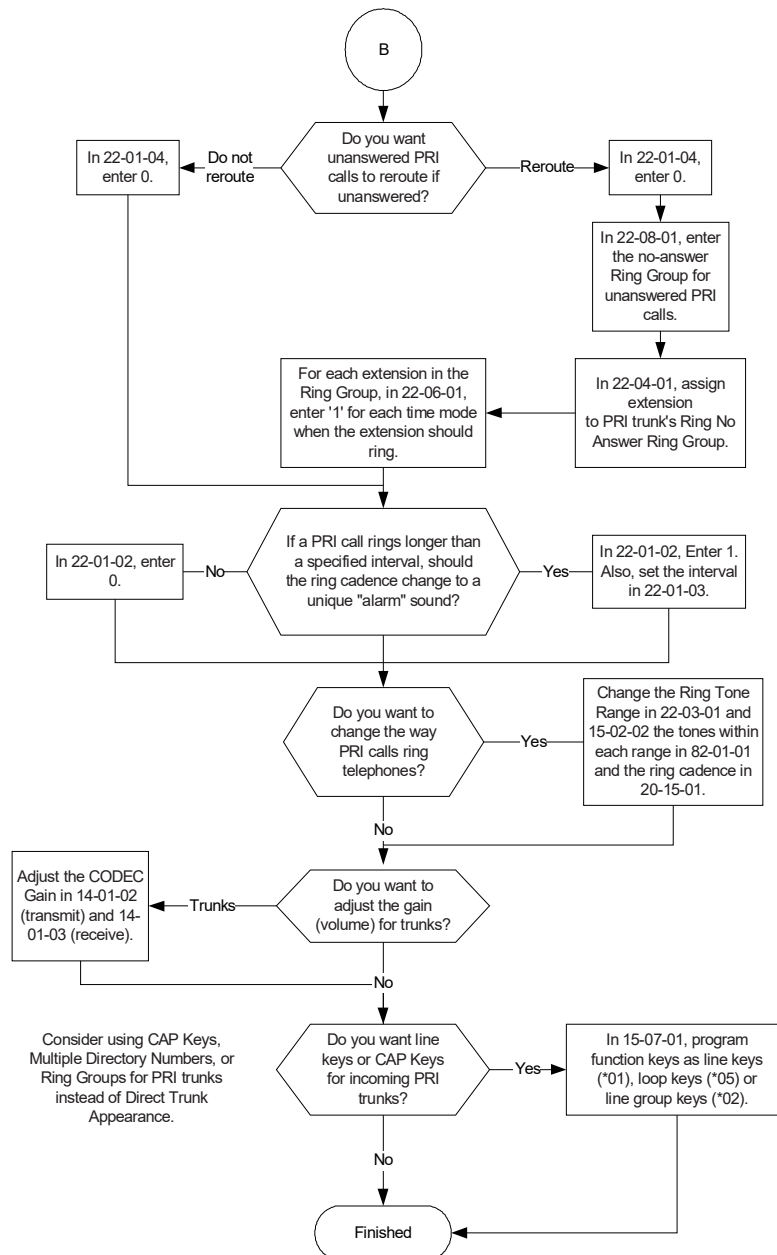 B
Do you want
unanswered PRI
calls to reroute if
unanswered?
Do not
reroute
In 22-01-04,
enter 0.
Reroute
In 22-01-04,
enter 0.
In 22-08-01, enter
the no-answer
Ring Group for
unanswered PRI
calls.
In 22-04-01, assign
extension
to PRI trunk's Ring No
Answer Ring Group.
For each extension in the
Ring Group, in 22-06-01,
enter '1' for each time mode
when the extension should
ring.
If a PRI call rings longer than
a specified interval, should
the ring cadence change to a
unique "alarm" sound?
No
In 22-01-02, enter
0.
Yes
In 22-01-02, Enter 1.
Also, set the interval
in 22-01-03.
Do you want to
change the way
PRI calls ring
telephones?
Yes
Change the Ring Tone
Range in 22-03-01 and
15-02-02 the tones within
each range in 82-01-01
and the ring cadence in
20-15-01.
No
Do you want to
adjust the gain
(volume) for trunks?
Trunks
Adjust the CODEC
Gain in 14-01-02
(transmit) and 14-
01-03 (receive).
No
Consider using CAP Keys,
Multiple Directory Numbers, or
Ring Groups for PRI trunks
instead of Direct Trunk
Appearance.
Do you want line
keys or CAP Keys
for incoming PRI
trunks?
Yes
In 15-07-01, program
function keys as line keys
(*01), loop keys (*05) or
line group keys (*02).
No
Finished